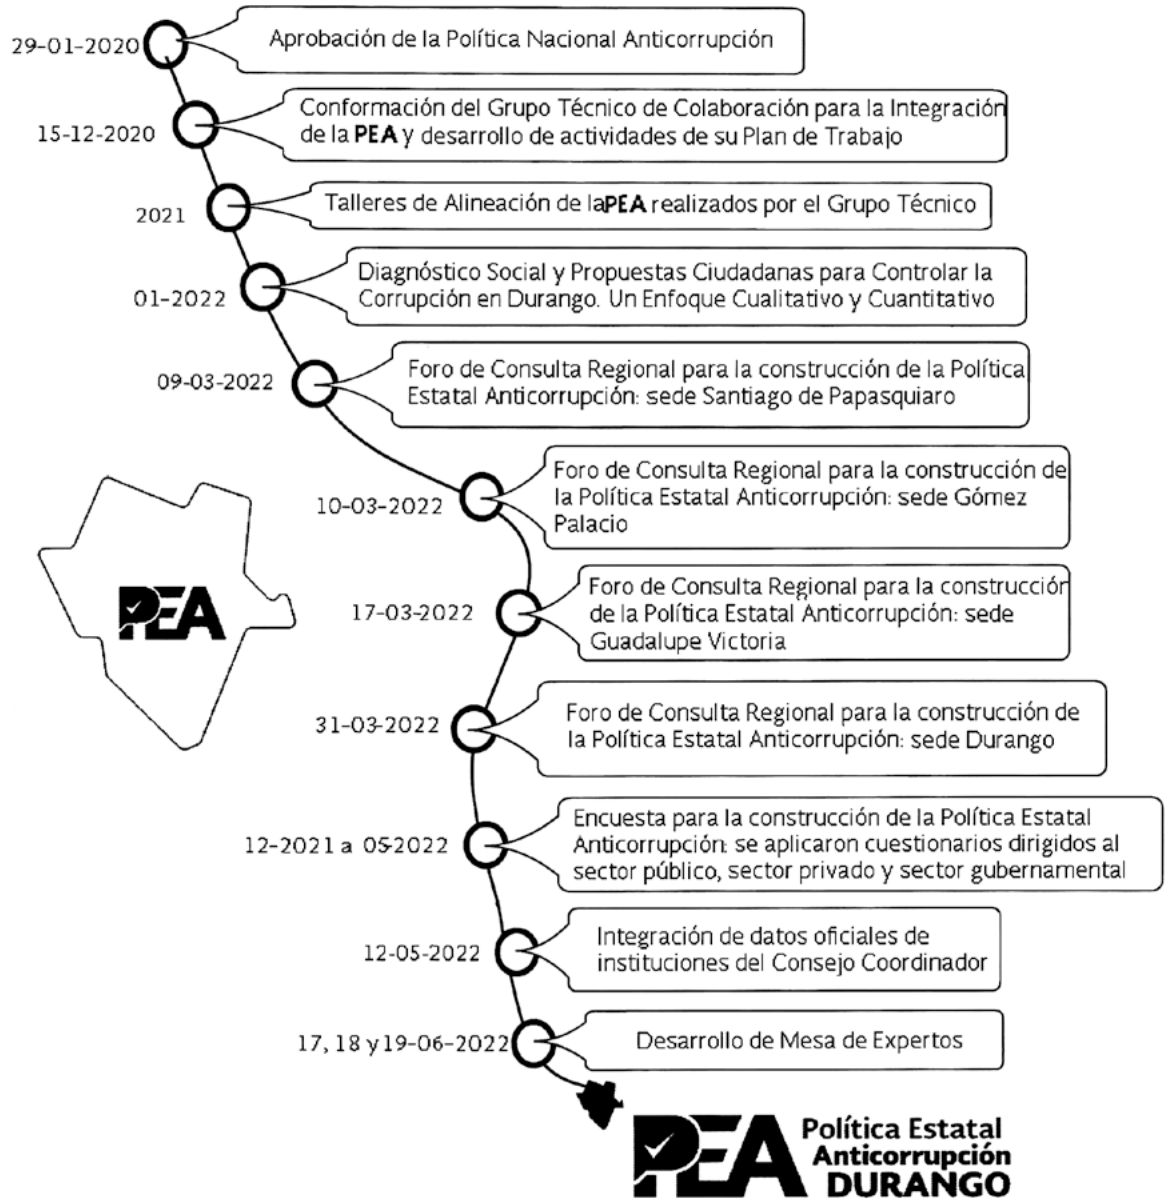 29-01-2020
Aprobación de la Política Nacional Anticorrupción
15-12-2020
Conformación del Grupo Técnico de Colaboración para la Integración
de la PEA y desarrollo de actividades de su Plan de Trabajo
2021
Talleres de Alineación de la PEA realizados por el Grupo Técnico
01-2022
Diagnóstico Social y Propuestas Ciudadanas para Controlar la
Corrupción en Durango. Un Enfoque Cualitativo y Cuantitativo
09-03-2022
Foro de Consulta Regional para la construcción de la Política
Estatal Anticorrupción: sede Santiago de Papasquiaro
10-03-2022
Foro de Consulta Regional para la construcción de
la Política Estatal Anticorrupción: sede Gómez
Palacio
PEA
17-03-2022
Foro de Consulta Regional para la construcción
de la Política Estatal Anticorrupción: sede
Guadalupe Victoria
31-03-2022
Foro de Consulta Regional para la construcción de
la Política Estatal Anticorrupción: sede Durango
12-2021 a 05-2022
Encuesta para la construcción de la Política Estatal
Anticorrupción: se aplicaron cuestionarios dirigidos al
sector público, sector privado y sector gubernamental
12-05-2022
Integración de datos oficiales de
instituciones del Consejo Coordinador
17, 18 y 19-06-2022
Desarrollo de Mesa de Expertos
PEA
Política Estatal
Anticorrupción
DURANGO